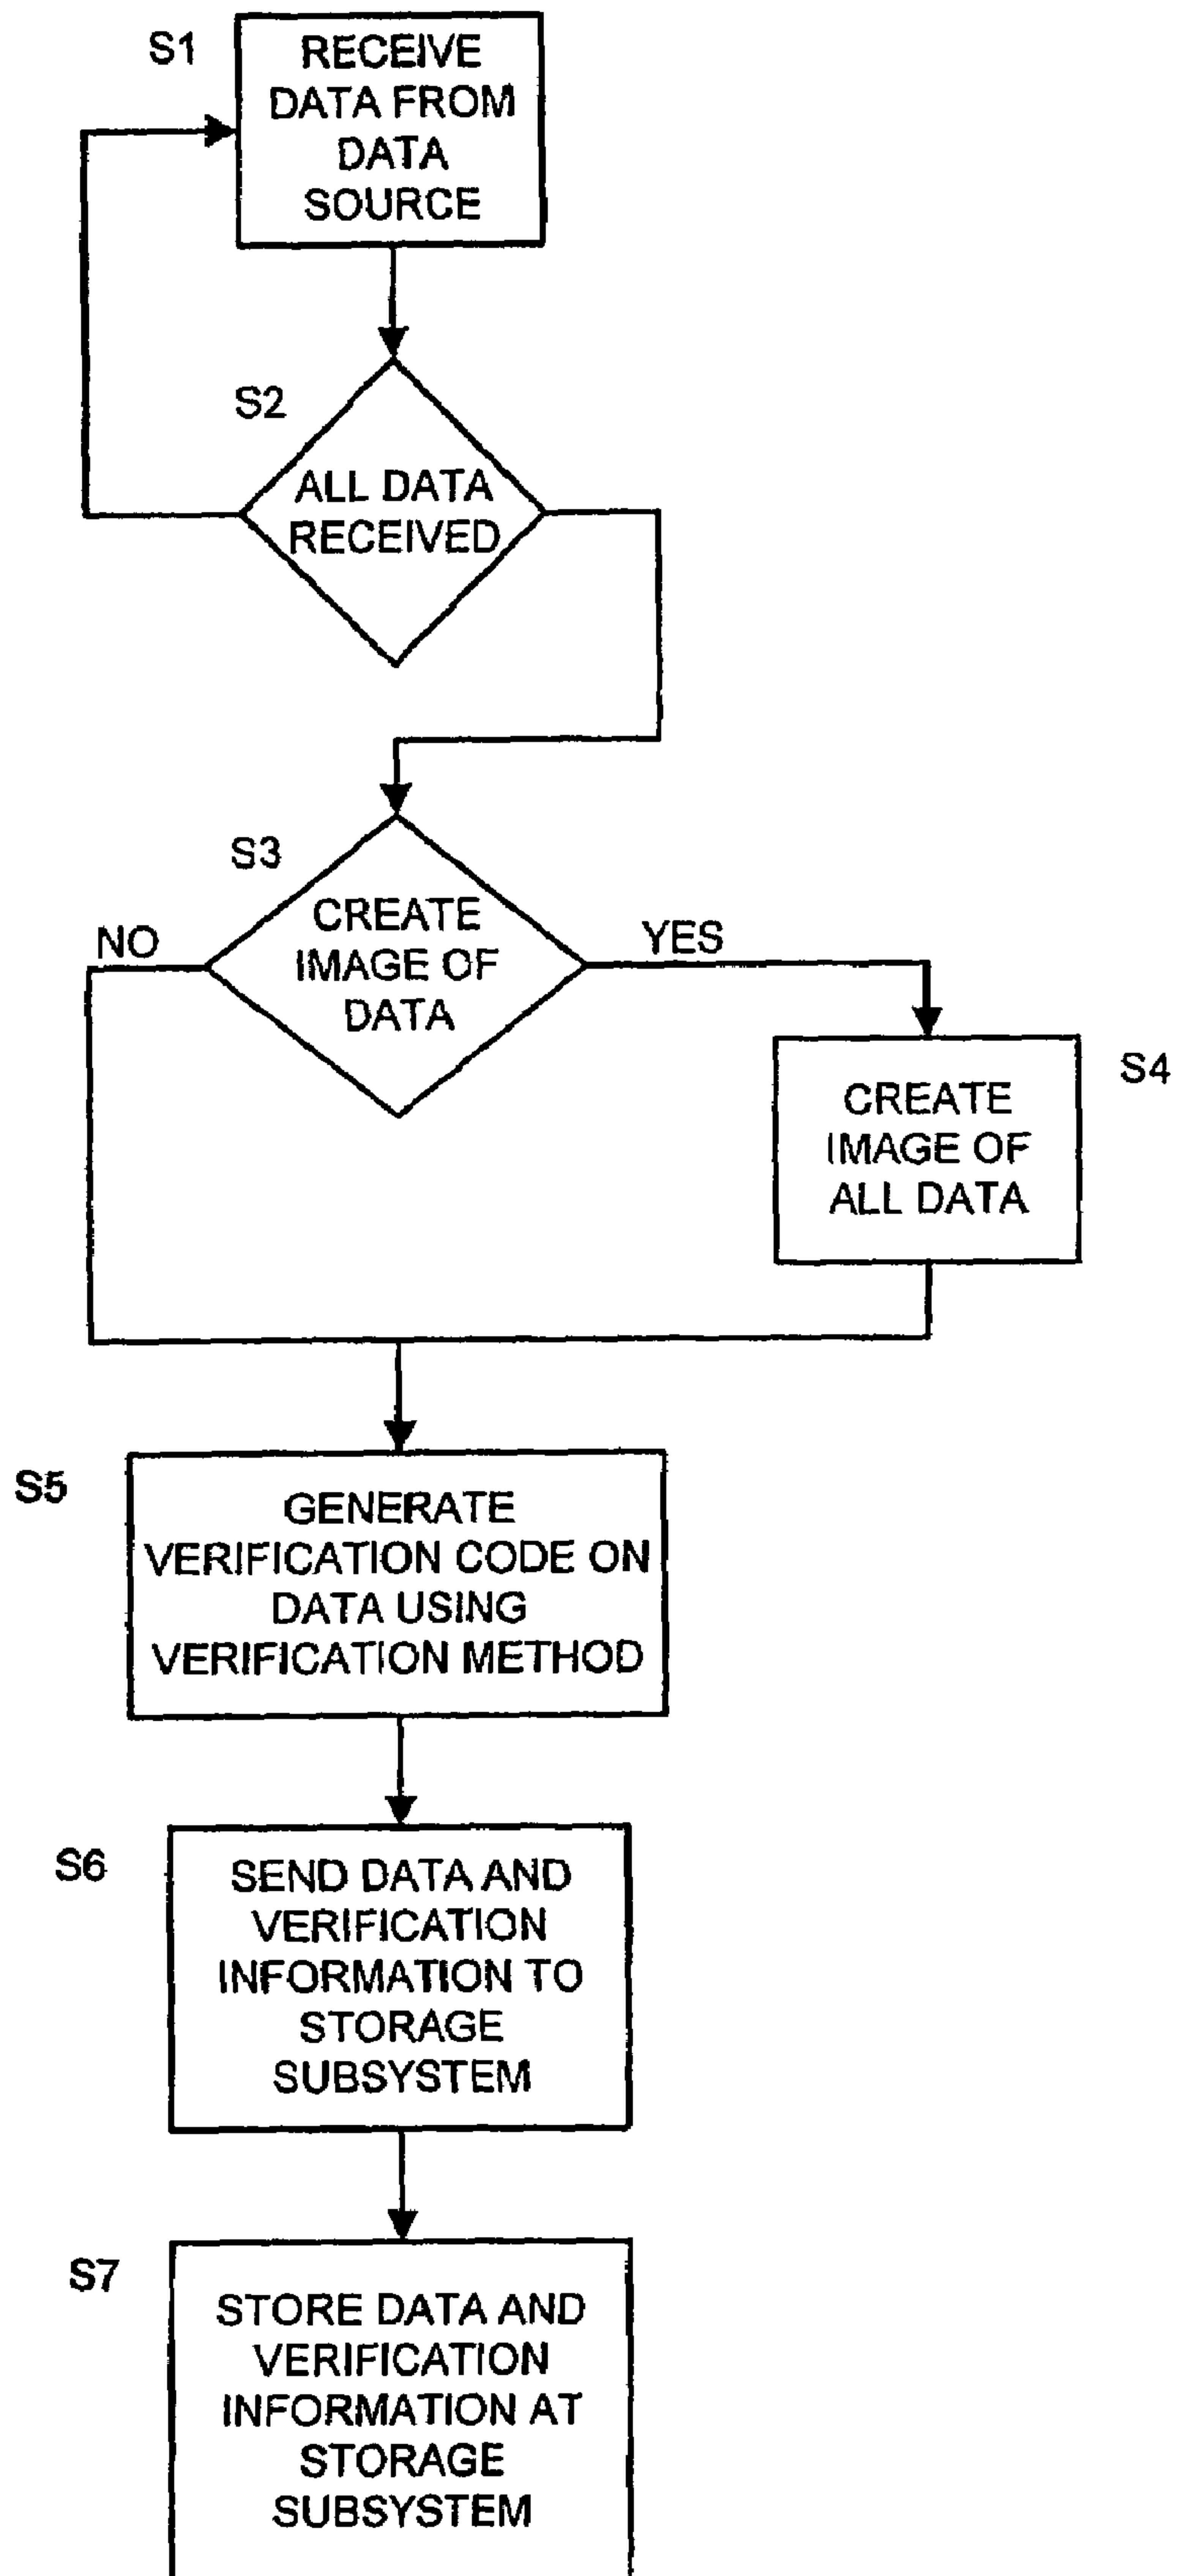 S1
RECEIVE
DATA FROM
DATA
SOURCE
S2
ALL DATA
RECEIVED
S3
CREATE
IMAGE OF
DATA
NO
YES
S4
CREATE
IMAGE OF
ALL DATA
S5
GENERATE
VERIFICATION CODE ON
DATA USING
VERIFICATION METHOD
S6
SEND DATA AND
VERIFICATION
INFORMATION TO
STORAGE
SUBSYSTEM
S7
STORE DATA AND
VERIFICATION
INFORMATION AT
STORAGE
SUBSYSTEM